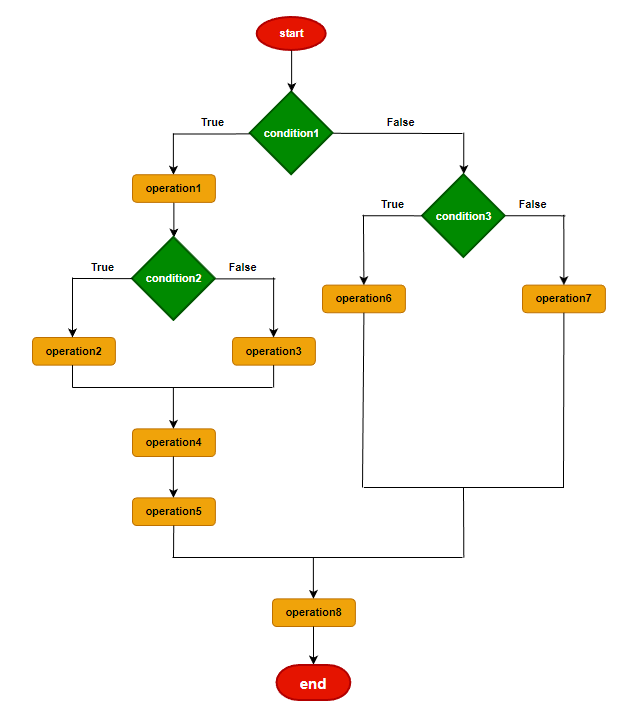 start
True
False
condition1
operation1
True
False
condition3
True
False
condition2
operation6
operation7
operation2
operation3
operation4
operation5
operation8
end